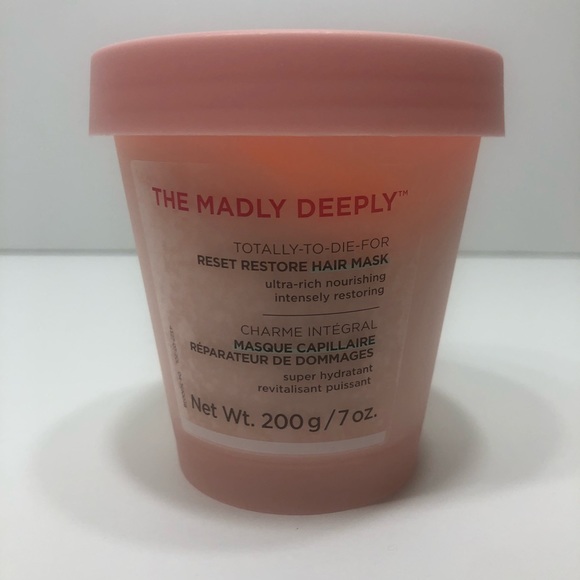 THE MADLY DEEPLY™
TOTALLY-TO-DIE-FOR
RESET RESTORE HAIR MASK
ultra-rich nourishing
intensely restoring
CHARME INTÉGRAL
MASQUE CAPILLAIRE
RÉPARATEUR DE DOMMAGES
super hydratant
revitalisant puissant
Net Wt. 200 g / 7 oz.